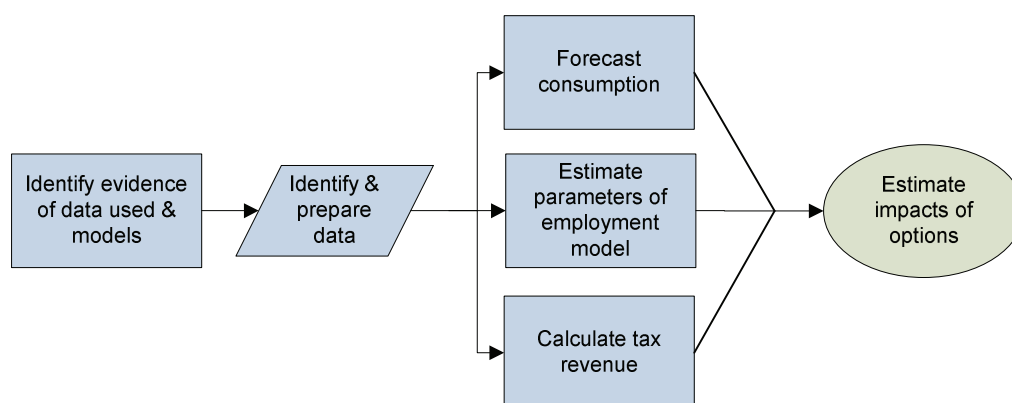 Identify evidence
of data used &
models
Identify &
prepare
data
Forecast
consumption
Estimate
parameters of
employment
model
Calculate tax
revenue
Estimate
impacts of
options